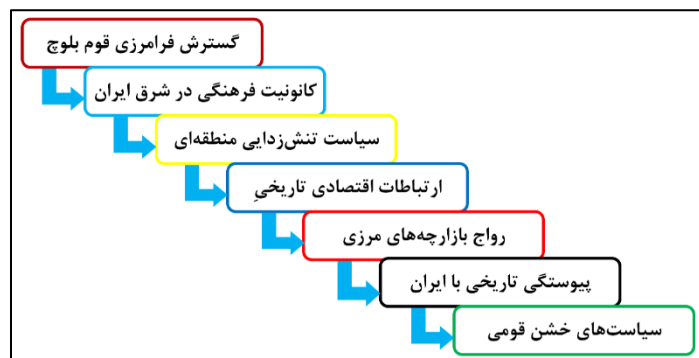 گسترش فرامرزی قوم بلوچ
کانونیت فرهنگی در شرق ایران
سیاست تنش‌زدایی منطقه‌ای
ارتباطات اقتصادی تاریخیِ
رواج بازارچه‌های مرزی
پیوستگی تاریخی با ایران
سیاست‌های خشن قومی